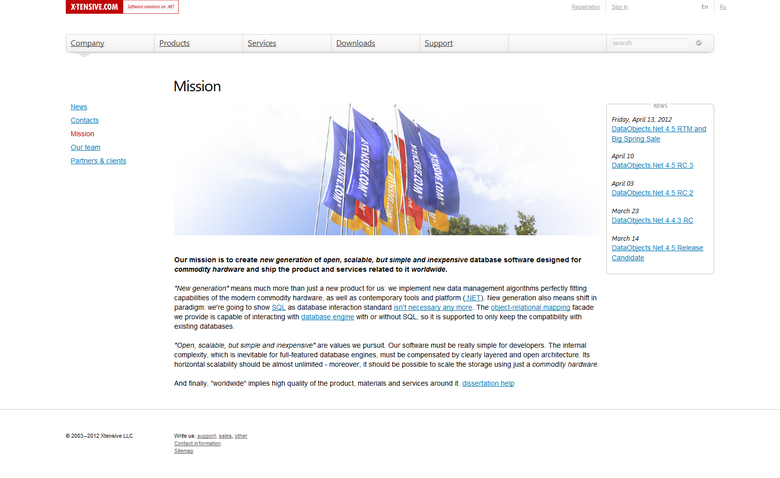 X-TENSIVE.COM Software solutions on .NET
Registration Sign In En Ru
Company Products Services Downloads Support search
Mission
News
Contacts
Mission
Our team
Partners & clients
XTENSIVE.COM XTENSIVE.COM XTENSIVE.COM XTENSIVE.COM
NEWS
Friday, April 13, 2012
DataObjects.Net 4.5 RTM and
Big Spring Sale
April 10
DataObjects.Net 4.5 RC 3
April 03
DataObjects.Net 4.5 RC 2
March 23
DataObjects.Net 4.4.3 RC
March 14
DataObjects.Net 4.5 Release
Candidate
Our mission is to create new generation of open, scalable, but simple and inexpensive database software designed for
commodity hardware and ship the product and services related to it worldwide.
"New generation" means much more than just a new product for us: we implement new data management algorithms perfectly fitting
capabilities of the modern commodity hardware, as well as contemporary tools and platform (.NET). New generation also means shift in
paradigm: we're going to show SQL as database interaction standard isn't necessary any more. The object-relational mapping facade
we provide is capable of interacting with database engine with or without SQL, so it is supported to only keep the compatibility with
existing databases.
"Open, scalable, but simple and inexpensive" are values we pursuit. Our software must be really simple for developers. The internal
complexity, which is inevitable for full-featured database engines, must be compensated by clearly layered and open architecture. Its
horizontal scalability should be almost unlimited - moreover, it should be possible to scale the storage using just a commodity hardware.
And finally, "worldwide" implies high quality of the product, materials and services around it. dissertation help
© 2003–2012 Xtensive LLC
Write us: support, sales, other
Contact information
Sitemap